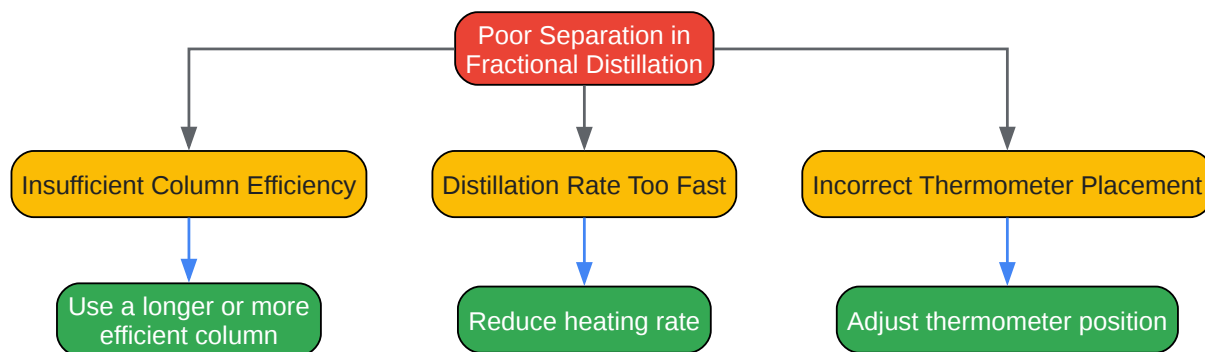 Poor Separation in
Fractional Distillation
Insufficient Column Efficiency
Distillation Rate Too Fast
Incorrect Thermometer Placement
Use a longer or more
efficient column
Reduce heating rate
Adjust thermometer position